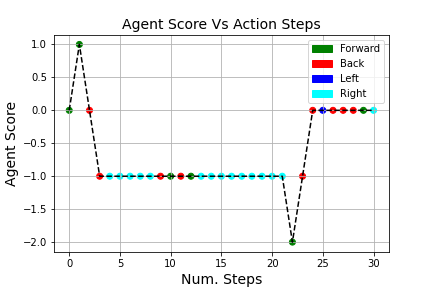 Agent Score Vs Action Steps
Forward
Back
Left
Right
1.0
0.5
0.0
−0.5
−1.0
−1.5
−2.0
Agent Score
0 5 10 15 20 25 30
Num. Steps